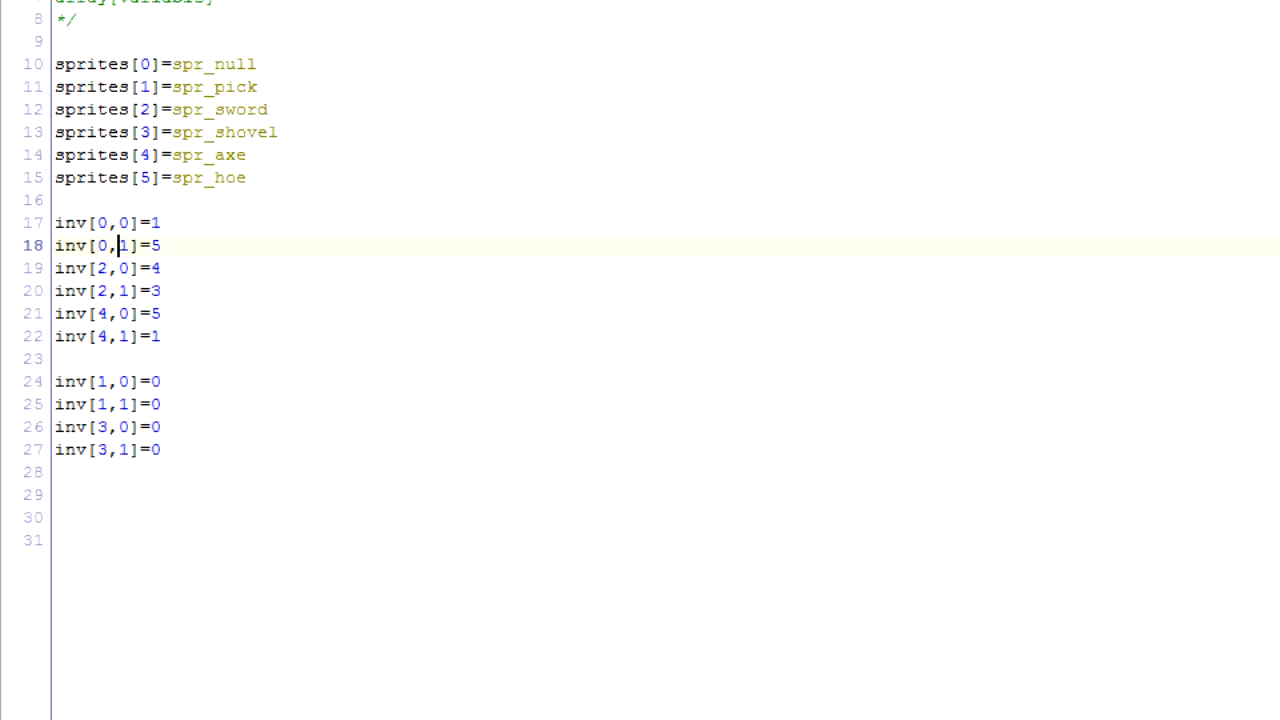 8 */
9
10 sprites[0]=spr_null
11 sprites[1]=spr_pick
12 sprites[2]=spr_sword
13 sprites[3]=spr_shovel
14 sprites[4]=spr_axe
15 sprites[5]=spr_hoe
16
17 inv[0,0]=1
18 inv[0,1]=5
19 inv[2,0]=4
20 inv[2,1]=3
21 inv[4,0]=5
22 inv[4,1]=1
23
24 inv[1,0]=0
25 inv[1,1]=0
26 inv[3,0]=0
27 inv[3,1]=0
28
29
30
31